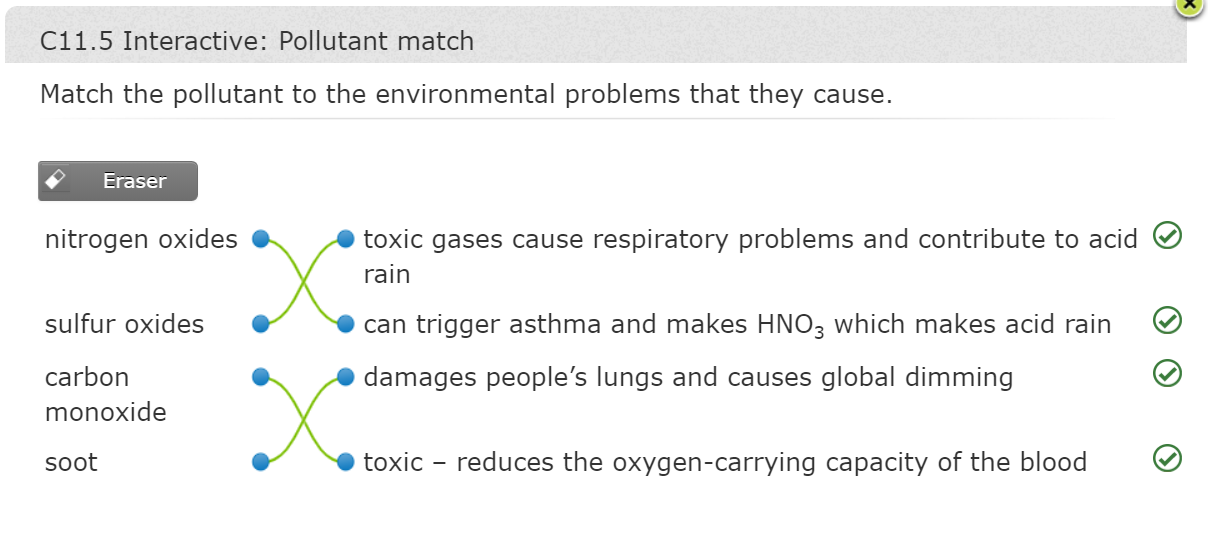 C11.5 Interactive: Pollutant match
Match the pollutant to the environmental problems that they cause.
Eraser
nitrogen oxides
toxic gases cause respiratory problems and contribute to acid
rain
sulfur oxides
can trigger asthma and makes HNO₃ which makes acid rain
carbon
monoxide
damages people’s lungs and causes global dimming
soot
toxic – reduces the oxygen-carrying capacity of the blood